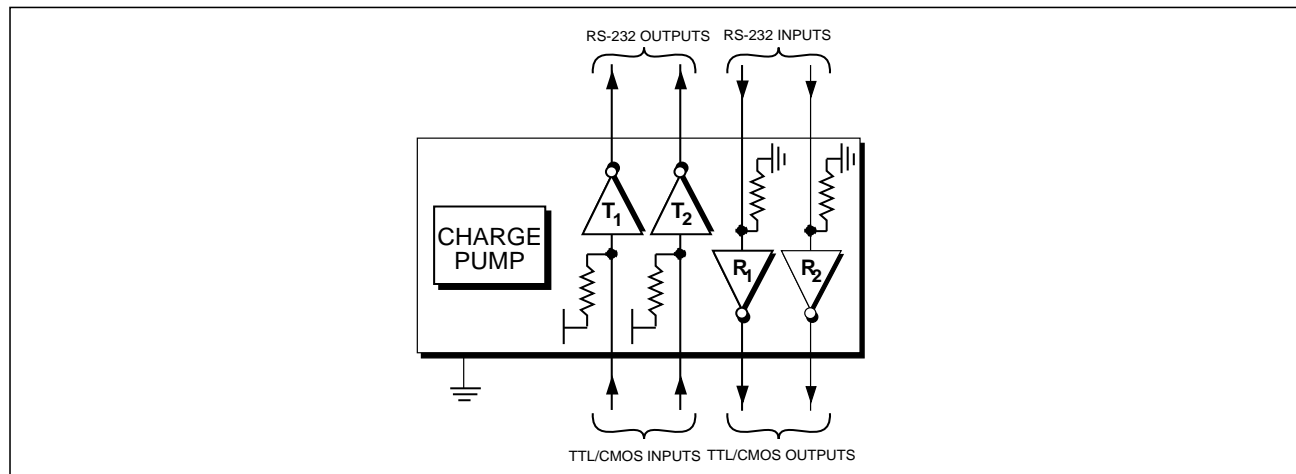 RS-232 OUTPUTS
RS-232 INPUTS
T1
T2
CHARGE
PUMP
R1
R2
TTL/CMOS INPUTS
TTL/CMOS OUTPUTS